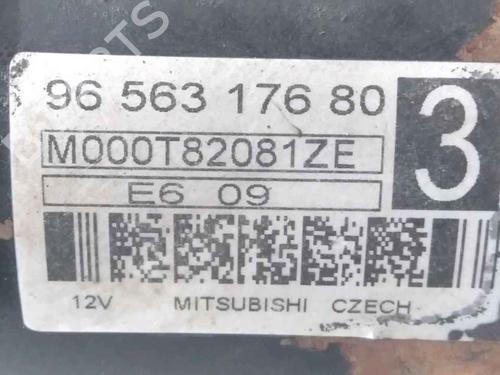 96 563 176 80
3
M000T82081ZE
E6 09
12V MITSUBISHI CZECH